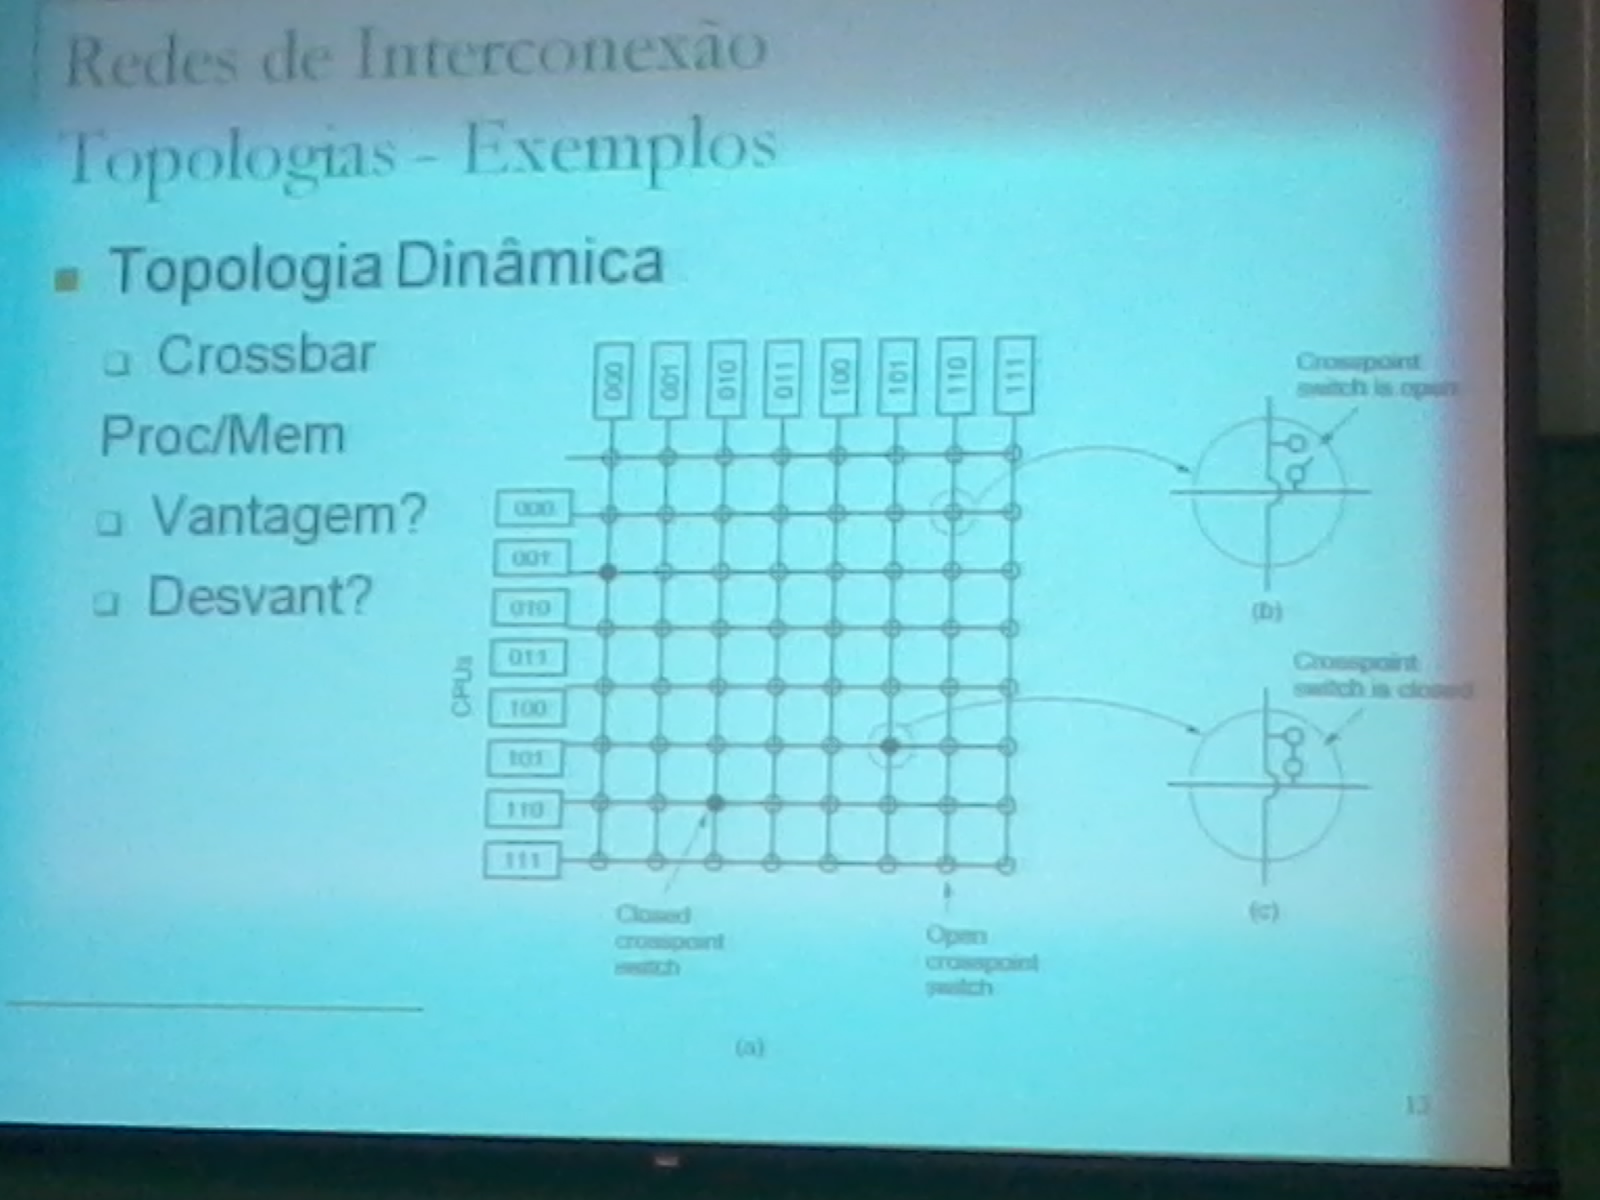 Redes de Interconexão
Topologias - Exemplos
Topologia Dinâmica
Crossbar
Proc/Mem
Vantagem?
Desvant?
000
001
010
011
100
101
110
111
CPUs
000
001
010
011
100
101
110
111
Crosspoint
switch is open
(b)
Crosspoint
switch is closed
(c)
Closed
crosspoint
switch
Open
crosspoint
switch
(a)